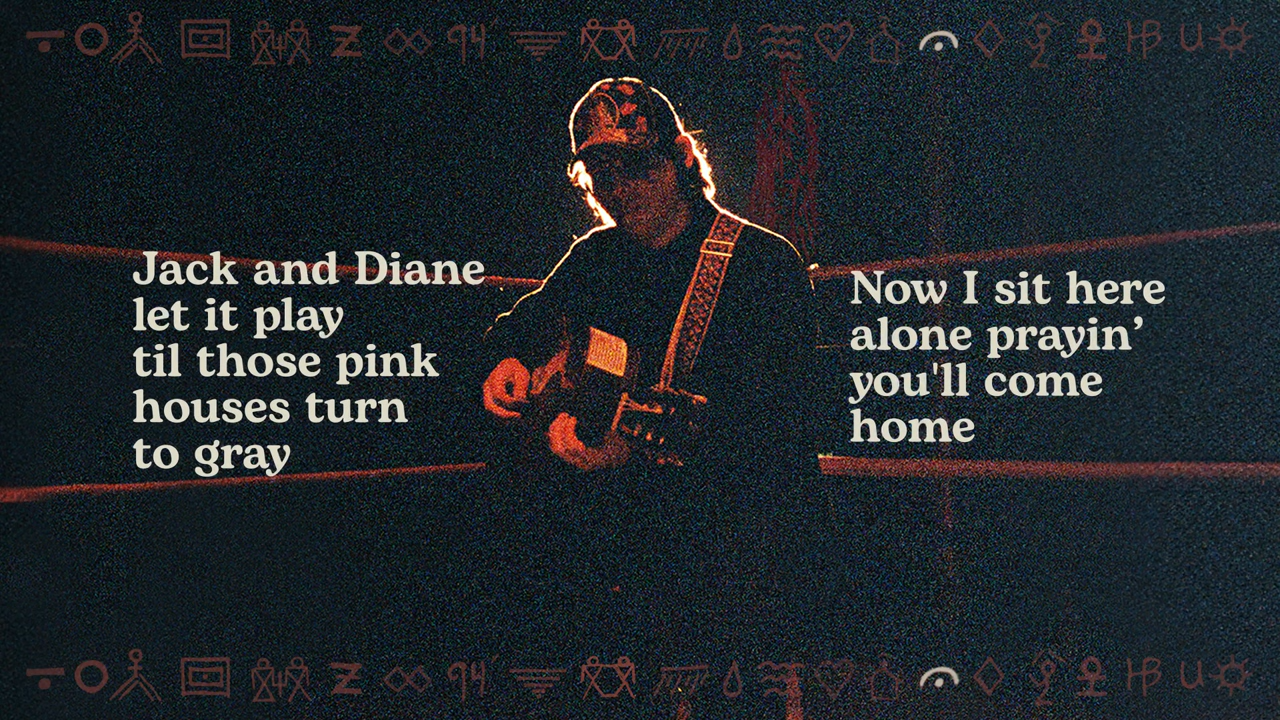 Jack and Diane
let it play
til those pink
houses turn
to gray
Now I sit here
alone prayin’
you'll come
home